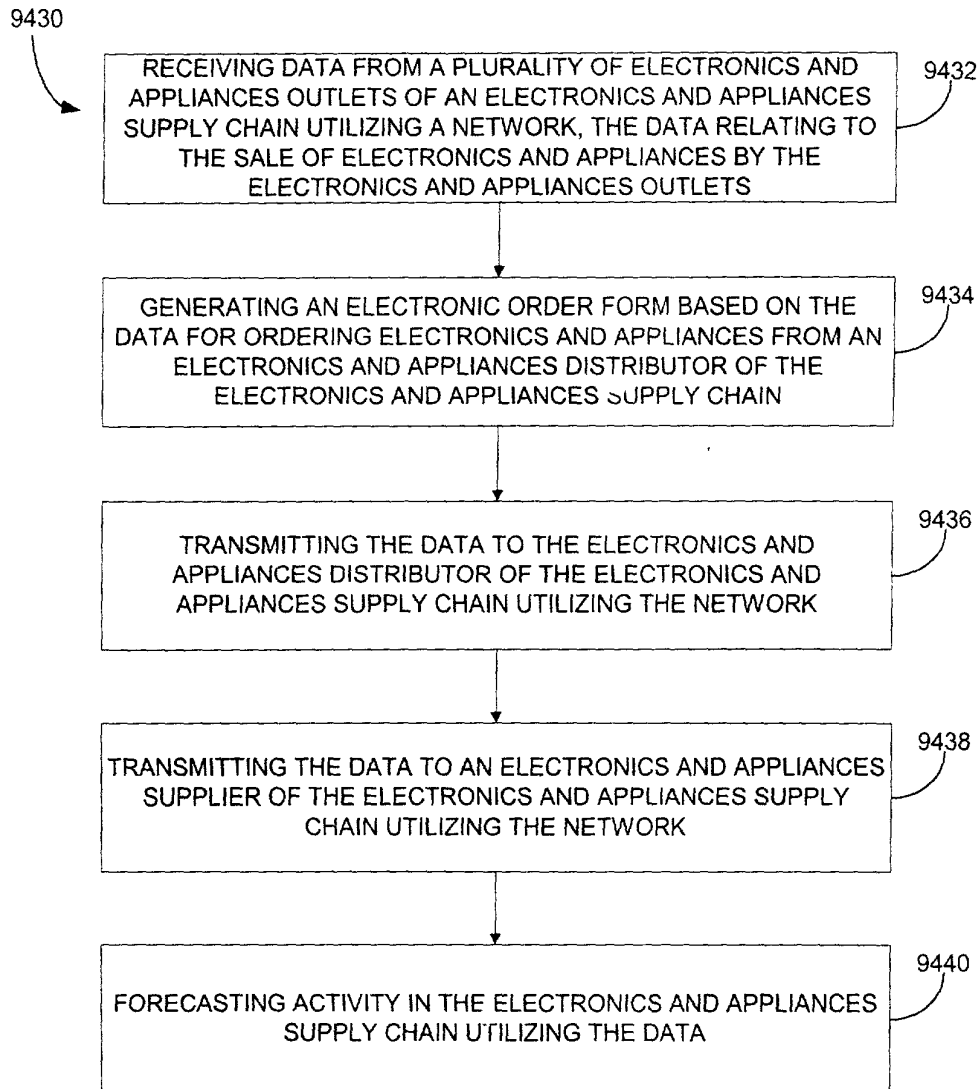 9430
RECEIVING DATA FROM A PLURALITY OF ELECTRONICS AND
APPLIANCES OUTLETS OF AN ELECTRONICS AND APPLIANCES
SUPPLY CHAIN UTILIZING A NETWORK, THE DATA RELATING TO
THE SALE OF ELECTRONICS AND APPLIANCES BY THE
ELECTRONICS AND APPLIANCES OUTLETS
9432
GENERATING AN ELECTRONIC ORDER FORM BASED ON THE
DATA FOR ORDERING ELECTRONICS AND APPLIANCES FROM AN
ELECTRONICS AND APPLIANCES DISTRIBUTOR OF THE
ELECTRONICS AND APPLIANCES SUPPLY CHAIN
9434
TRANSMITTING THE DATA TO THE ELECTRONICS AND
APPLIANCES DISTRIBUTOR OF THE ELECTRONICS AND
APPLIANCES SUPPLY CHAIN UTILIZING THE NETWORK
9436
TRANSMITTING THE DATA TO AN ELECTRONICS AND APPLIANCES
SUPPLIER OF THE ELECTRONICS AND APPLIANCES SUPPLY
CHAIN UTILIZING THE NETWORK
9438
FORECASTING ACTIVITY IN THE ELECTRONICS AND APPLIANCES
SUPPLY CHAIN UTILIZING THE DATA
9440